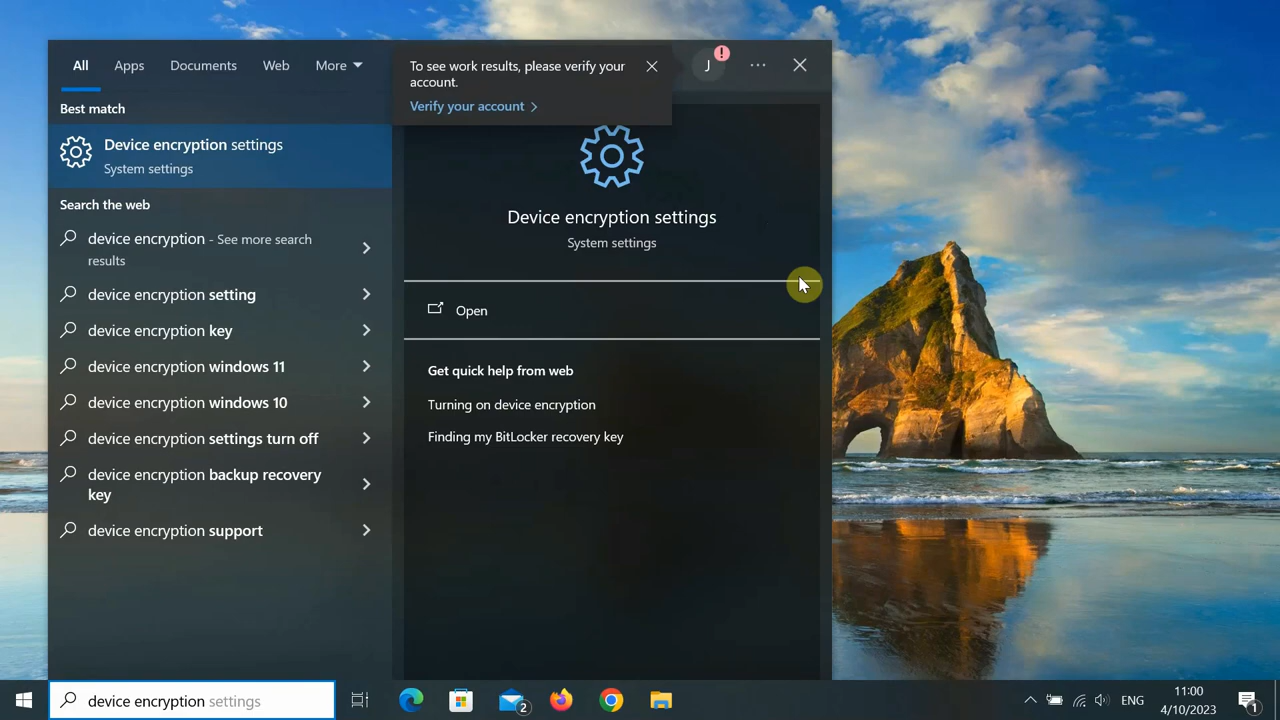 All
Apps
Documents
Web
More
To see work results, please verify your
account.
Verify your account
J
!
Best match
Device encryption settings
System settings
Search the web
device encryption - See more search
results
device encryption setting
device encryption key
device encryption windows 11
device encryption windows 10
device encryption settings turn off
device encryption backup recovery
key
device encryption support
Device encryption settings
System settings
Open
Get quick help from web
Turning on device encryption
Finding my BitLocker recovery key
device encryption settings
2
ENG
11:00
4/10/2023
1